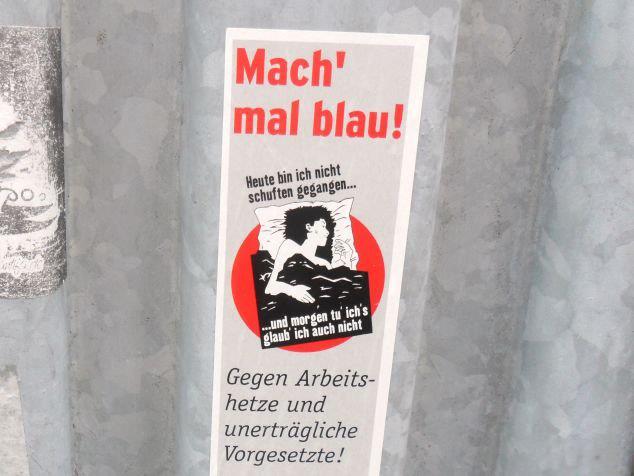 Mach'
mal blau!
Heute bin ich nicht
schuften gegangen...
...und morgen tu' ich's
glaub' ich auch nicht
Gegen Arbeits-
hetze und
unerträgliche
Vorgesetzte!